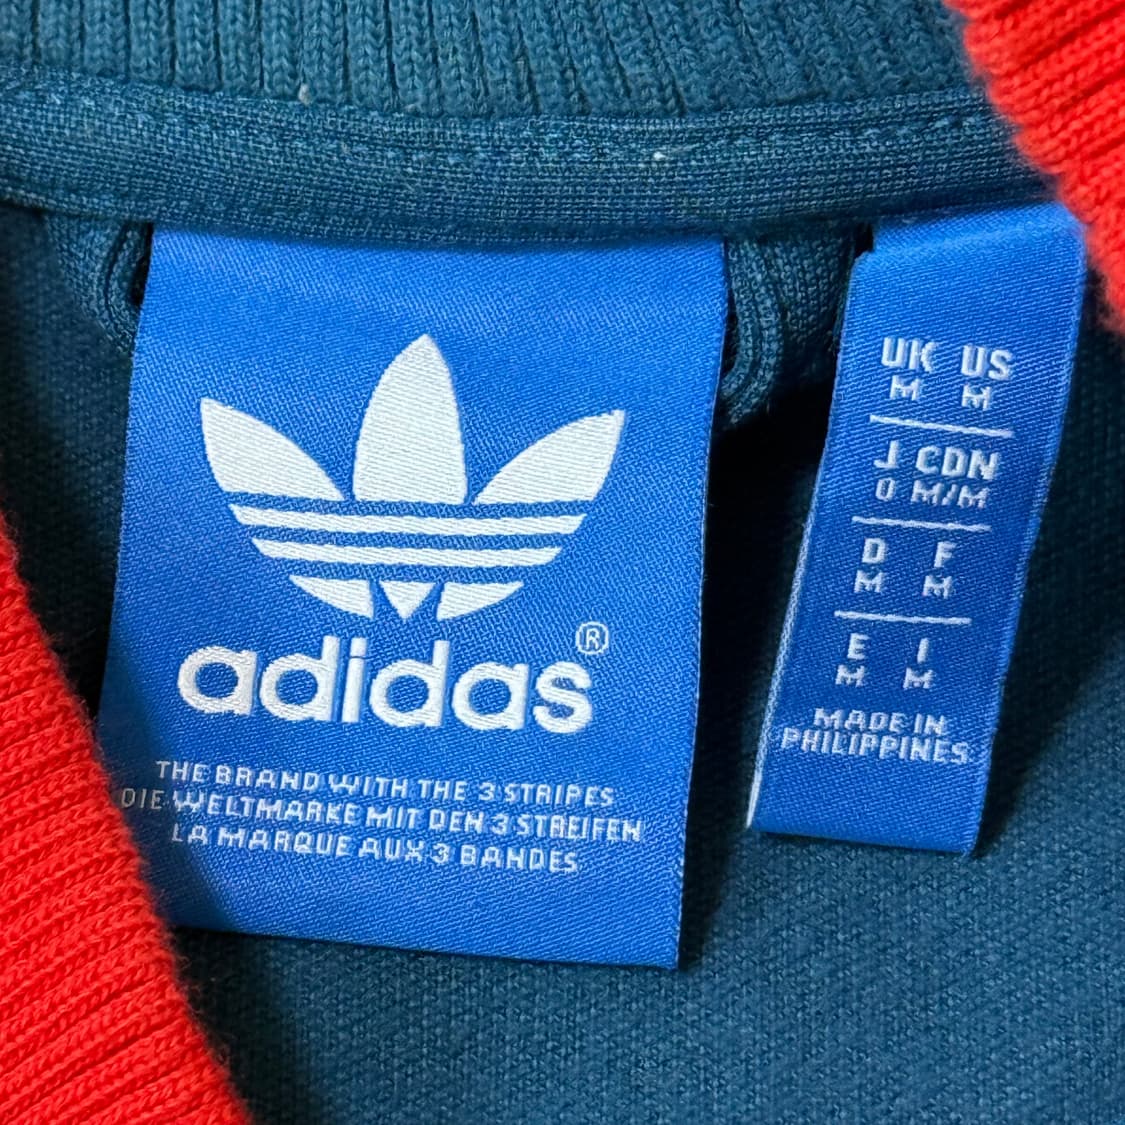 adidas®
THE BRAND WITH THE 3 STRIPES
DIE WELTMARKE MIT DEN 3 STREIFEN
LA MARQUE AUX 3 BANDES
UK US
M M
J CDN
O M/M
D F
M M
E I
M M
MADE IN
PHILIPPINES